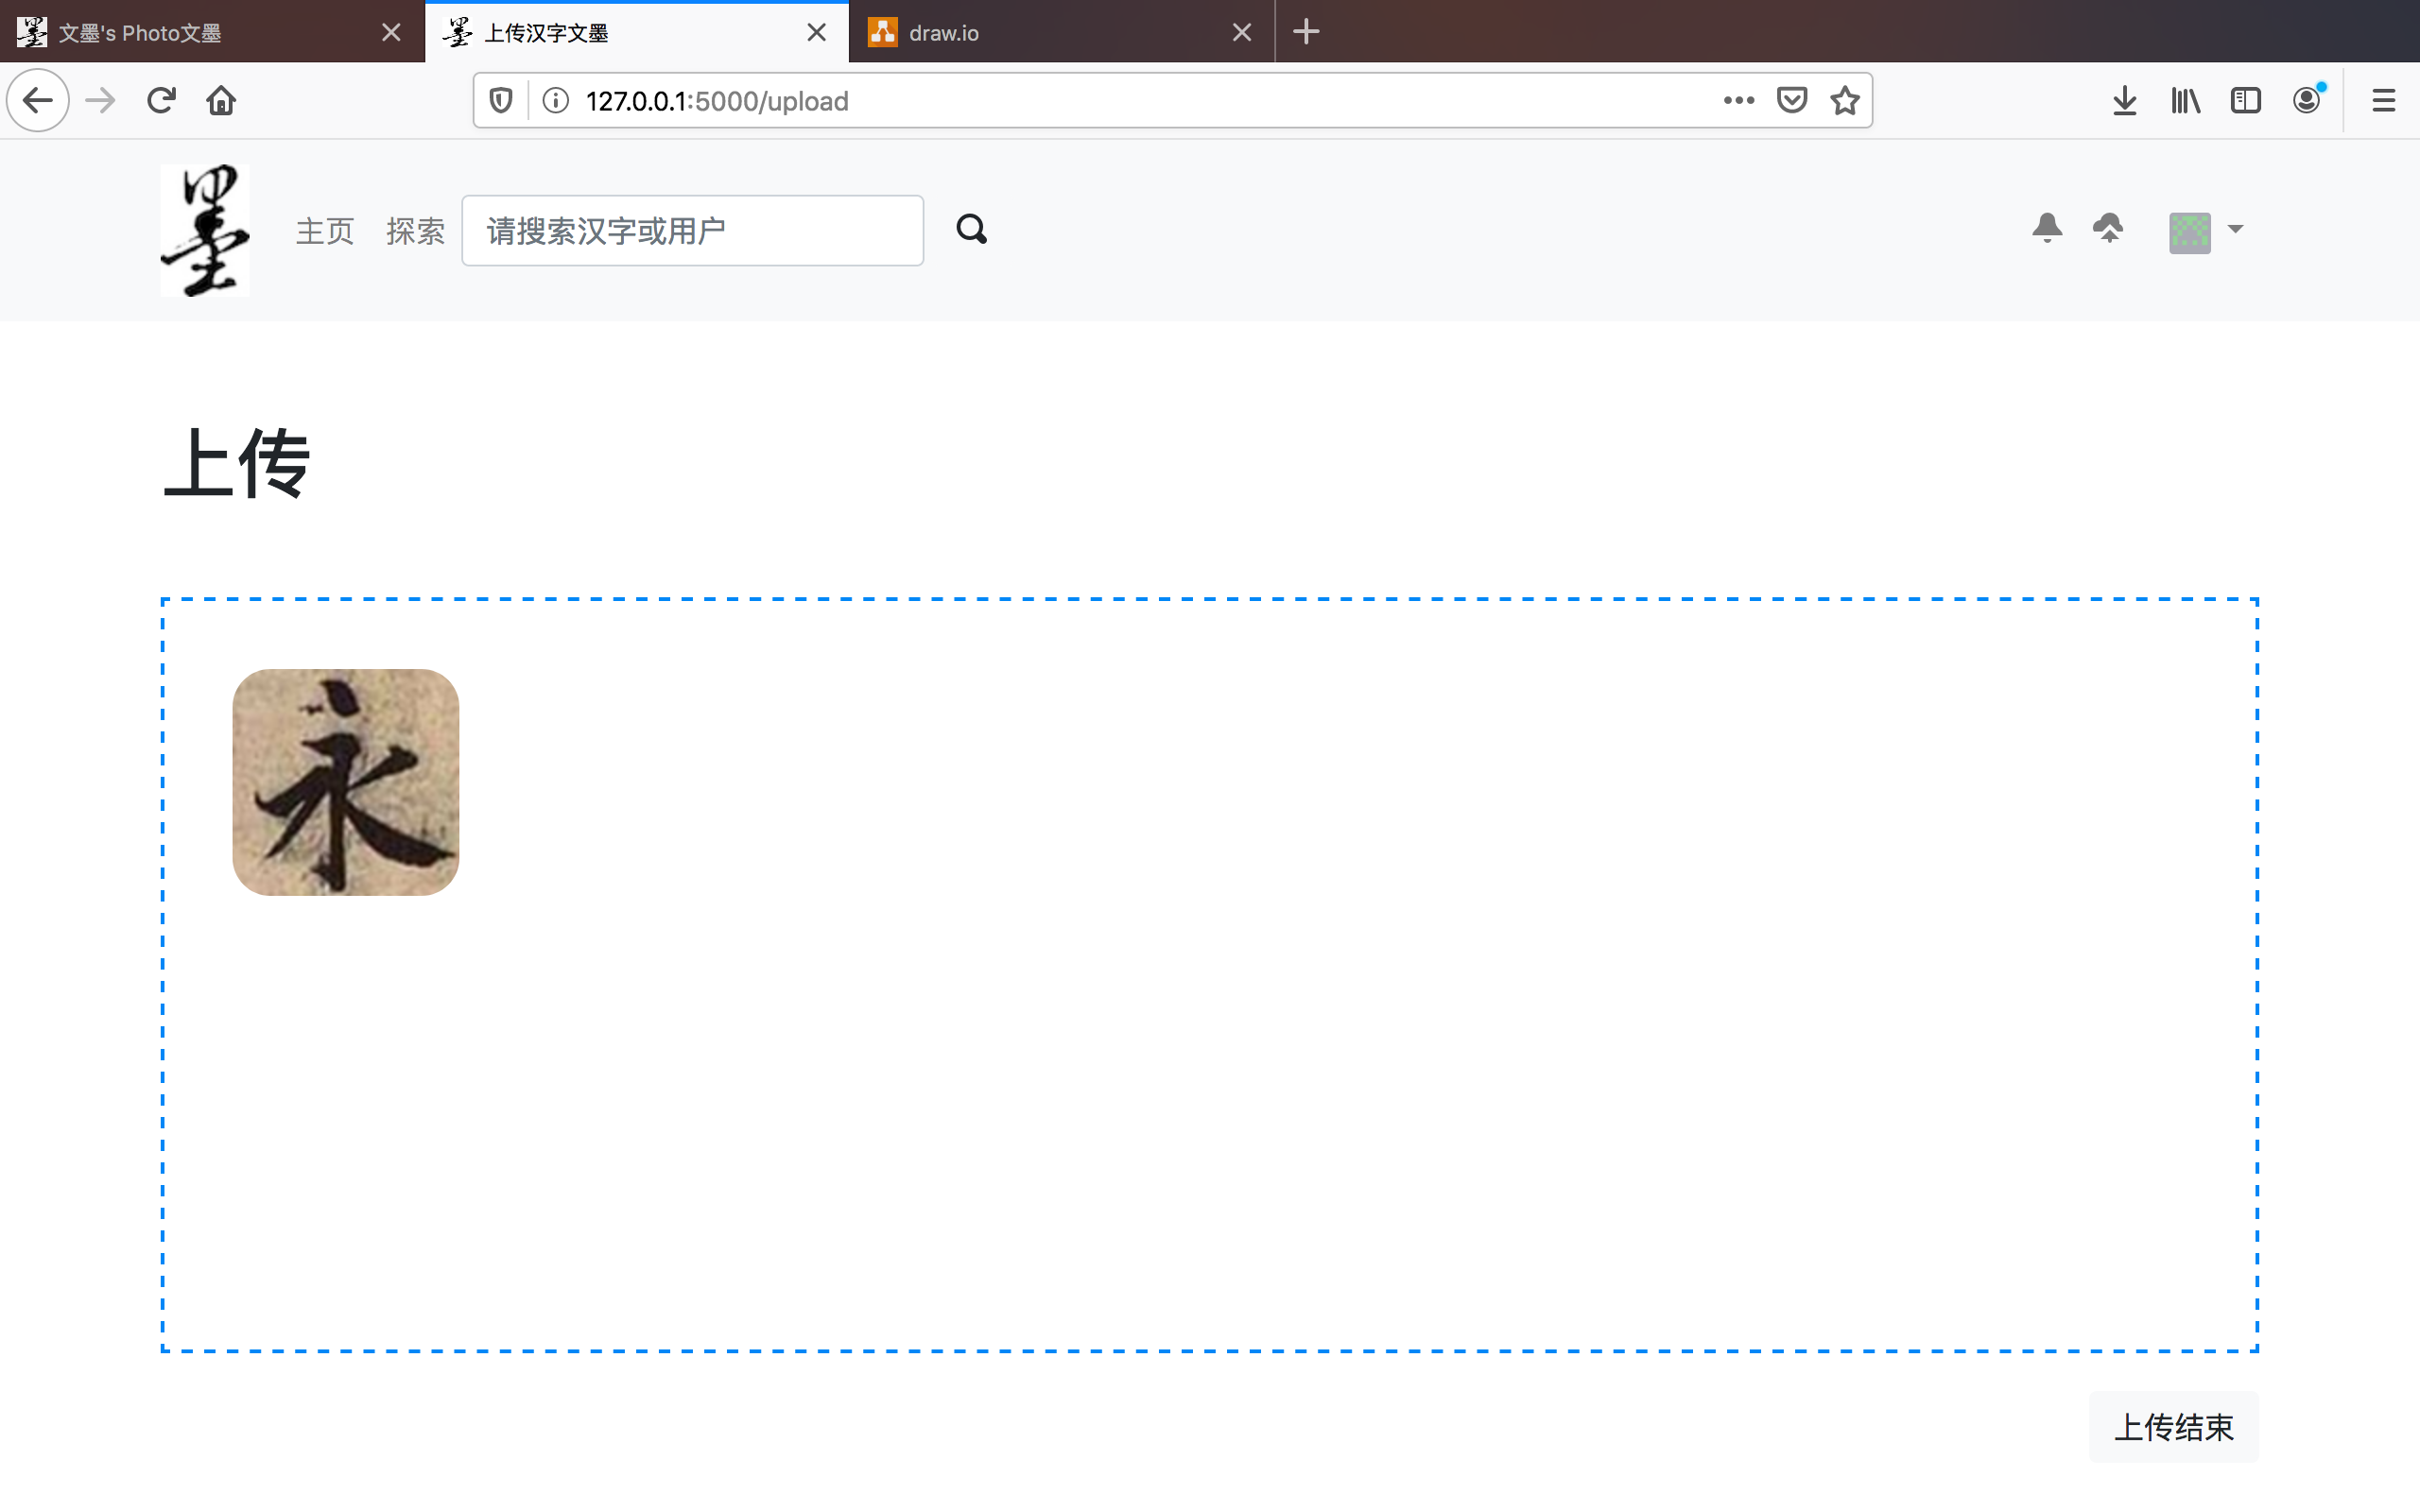 文墨's Photo文墨
上传汉字文墨
draw.io
127.0.0.1:5000/upload
墨
主页
探索
请搜索汉字或用户
上传
永
上传结束